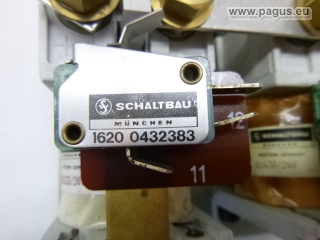 www.pagus.eu
SCHALTBAU
MÜNCHEN
1620 0432383
12
11
SCHALTBAU